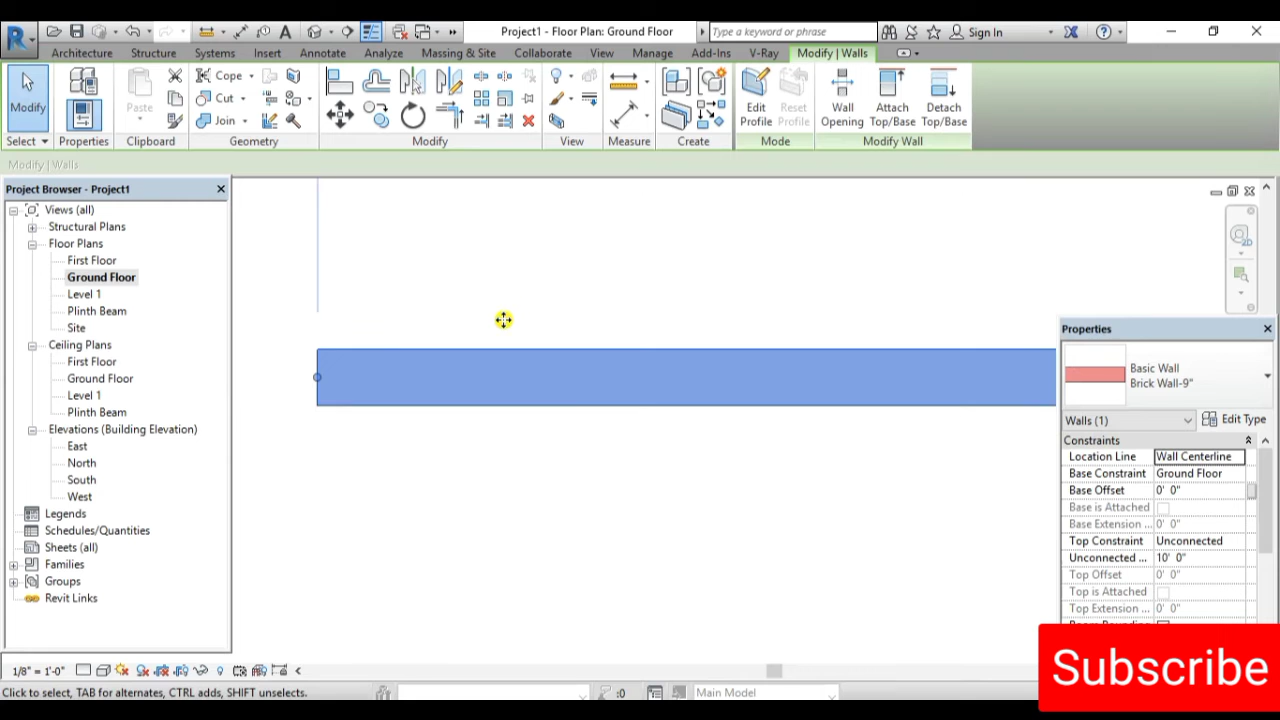 Project1 - Floor Plan: Ground Floor
Type a keyword or phrase
Sign In
Architecture Structure Systems Insert Annotate Analyze Massing & Site Collaborate View Manage Add-Ins V-Ray Modify | Walls
Modify
Select
Properties
Paste
Clipboard
Cope
Cut
Join
Geometry
Modify
View
Measure
Create
Edit Profile
Reset Profile
Mode
Wall Opening
Attach Top/Base
Detach Top/Base
Modify Wall
Modify | Walls
Project Browser - Project1
Views (all)
Structural Plans
Floor Plans
First Floor
Ground Floor
Level 1
Plinth Beam
Site
Ceiling Plans
First Floor
Ground Floor
Level 1
Plinth Beam
Elevations (Building Elevation)
East
North
South
West
Legends
Schedules/Quantities
Sheets (all)
Families
Groups
Revit Links
2D
Properties
Basic Wall
Brick Wall-9"
Walls (1)
Edit Type
Constraints
Location Line Wall Centerline
Base Constraint Ground Floor
Base Offset 0' 0"
Base is Attached
Base Extension ... 0' 0"
Top Constraint Unconnected
Unconnected ... 10' 0"
Top Offset 0' 0"
Top is Attached
Top Extension ... 0' 0"
Subscribe
1/8" = 1'-0"
Click to select, TAB for alternates, CTRL adds, SHIFT unselects.
:0
Main Model